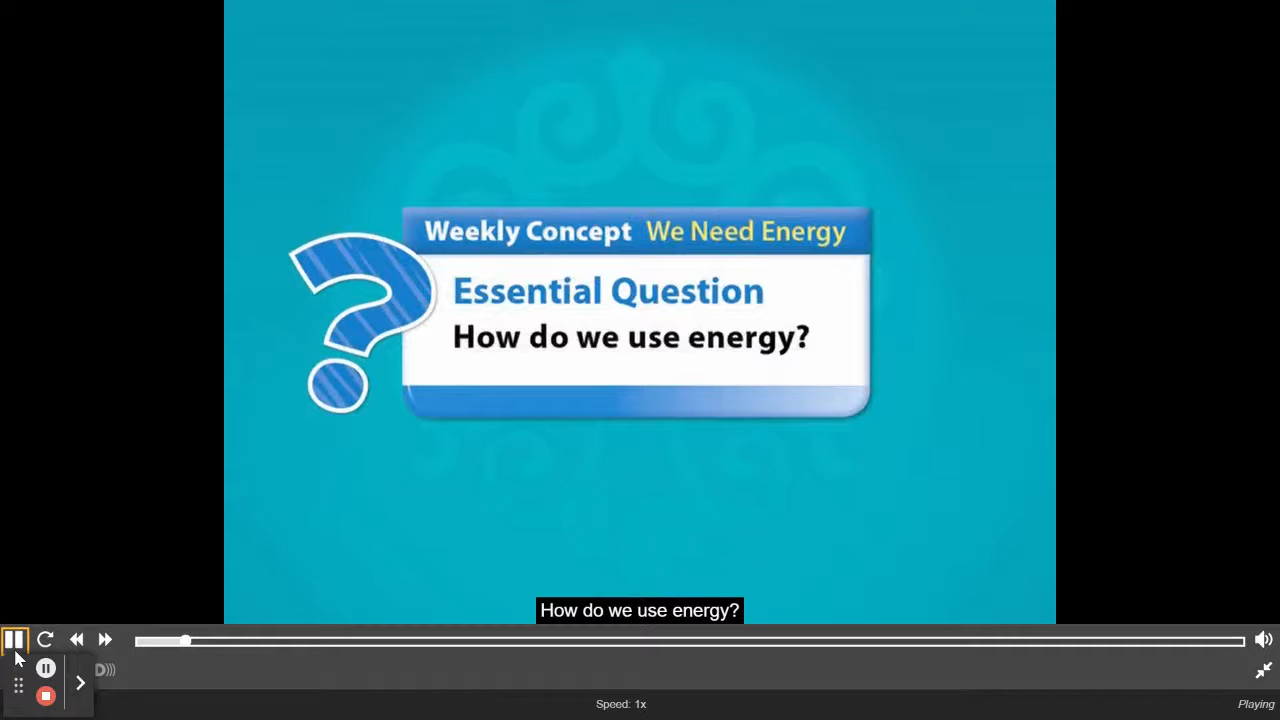 Weekly Concept We Need Energy
Essential Question
How do we use energy?
How do we use energy?
D)))
Speed: 1x
Playing